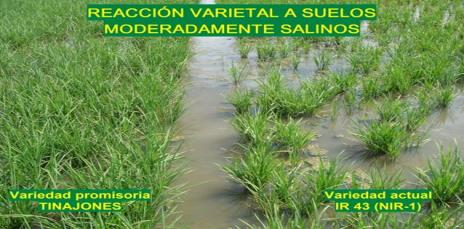 REACCIÓN VARIETAL A SUELOS
MODERADAMENTE SALINOS
Variedad promisoria
TINAJONES
Variedad actual
IR 43 (NIR-1)